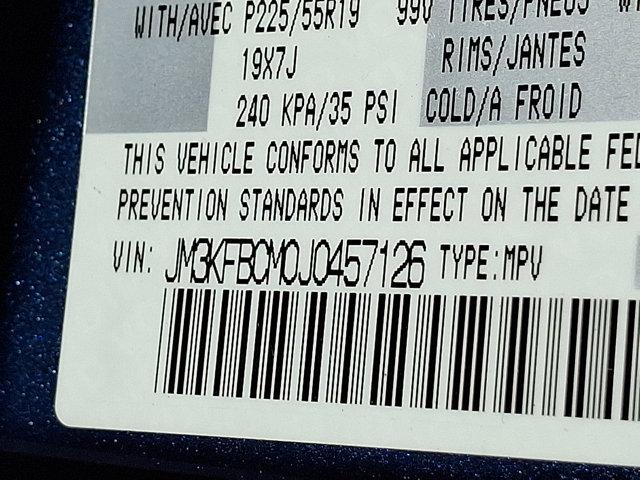 WITH/AVEC P225/55R19 99V TIRES/PNEUS
19X7J RIMS/JANTES
240 KPA/35 PSI COLD/A FROID
THIS VEHICLE CONFORMS TO ALL APPLICABLE FED
PREVENTION STANDARDS IN EFFECT ON THE DATE
VIN: JM3KFBCM0J0457126 TYPE:MPV